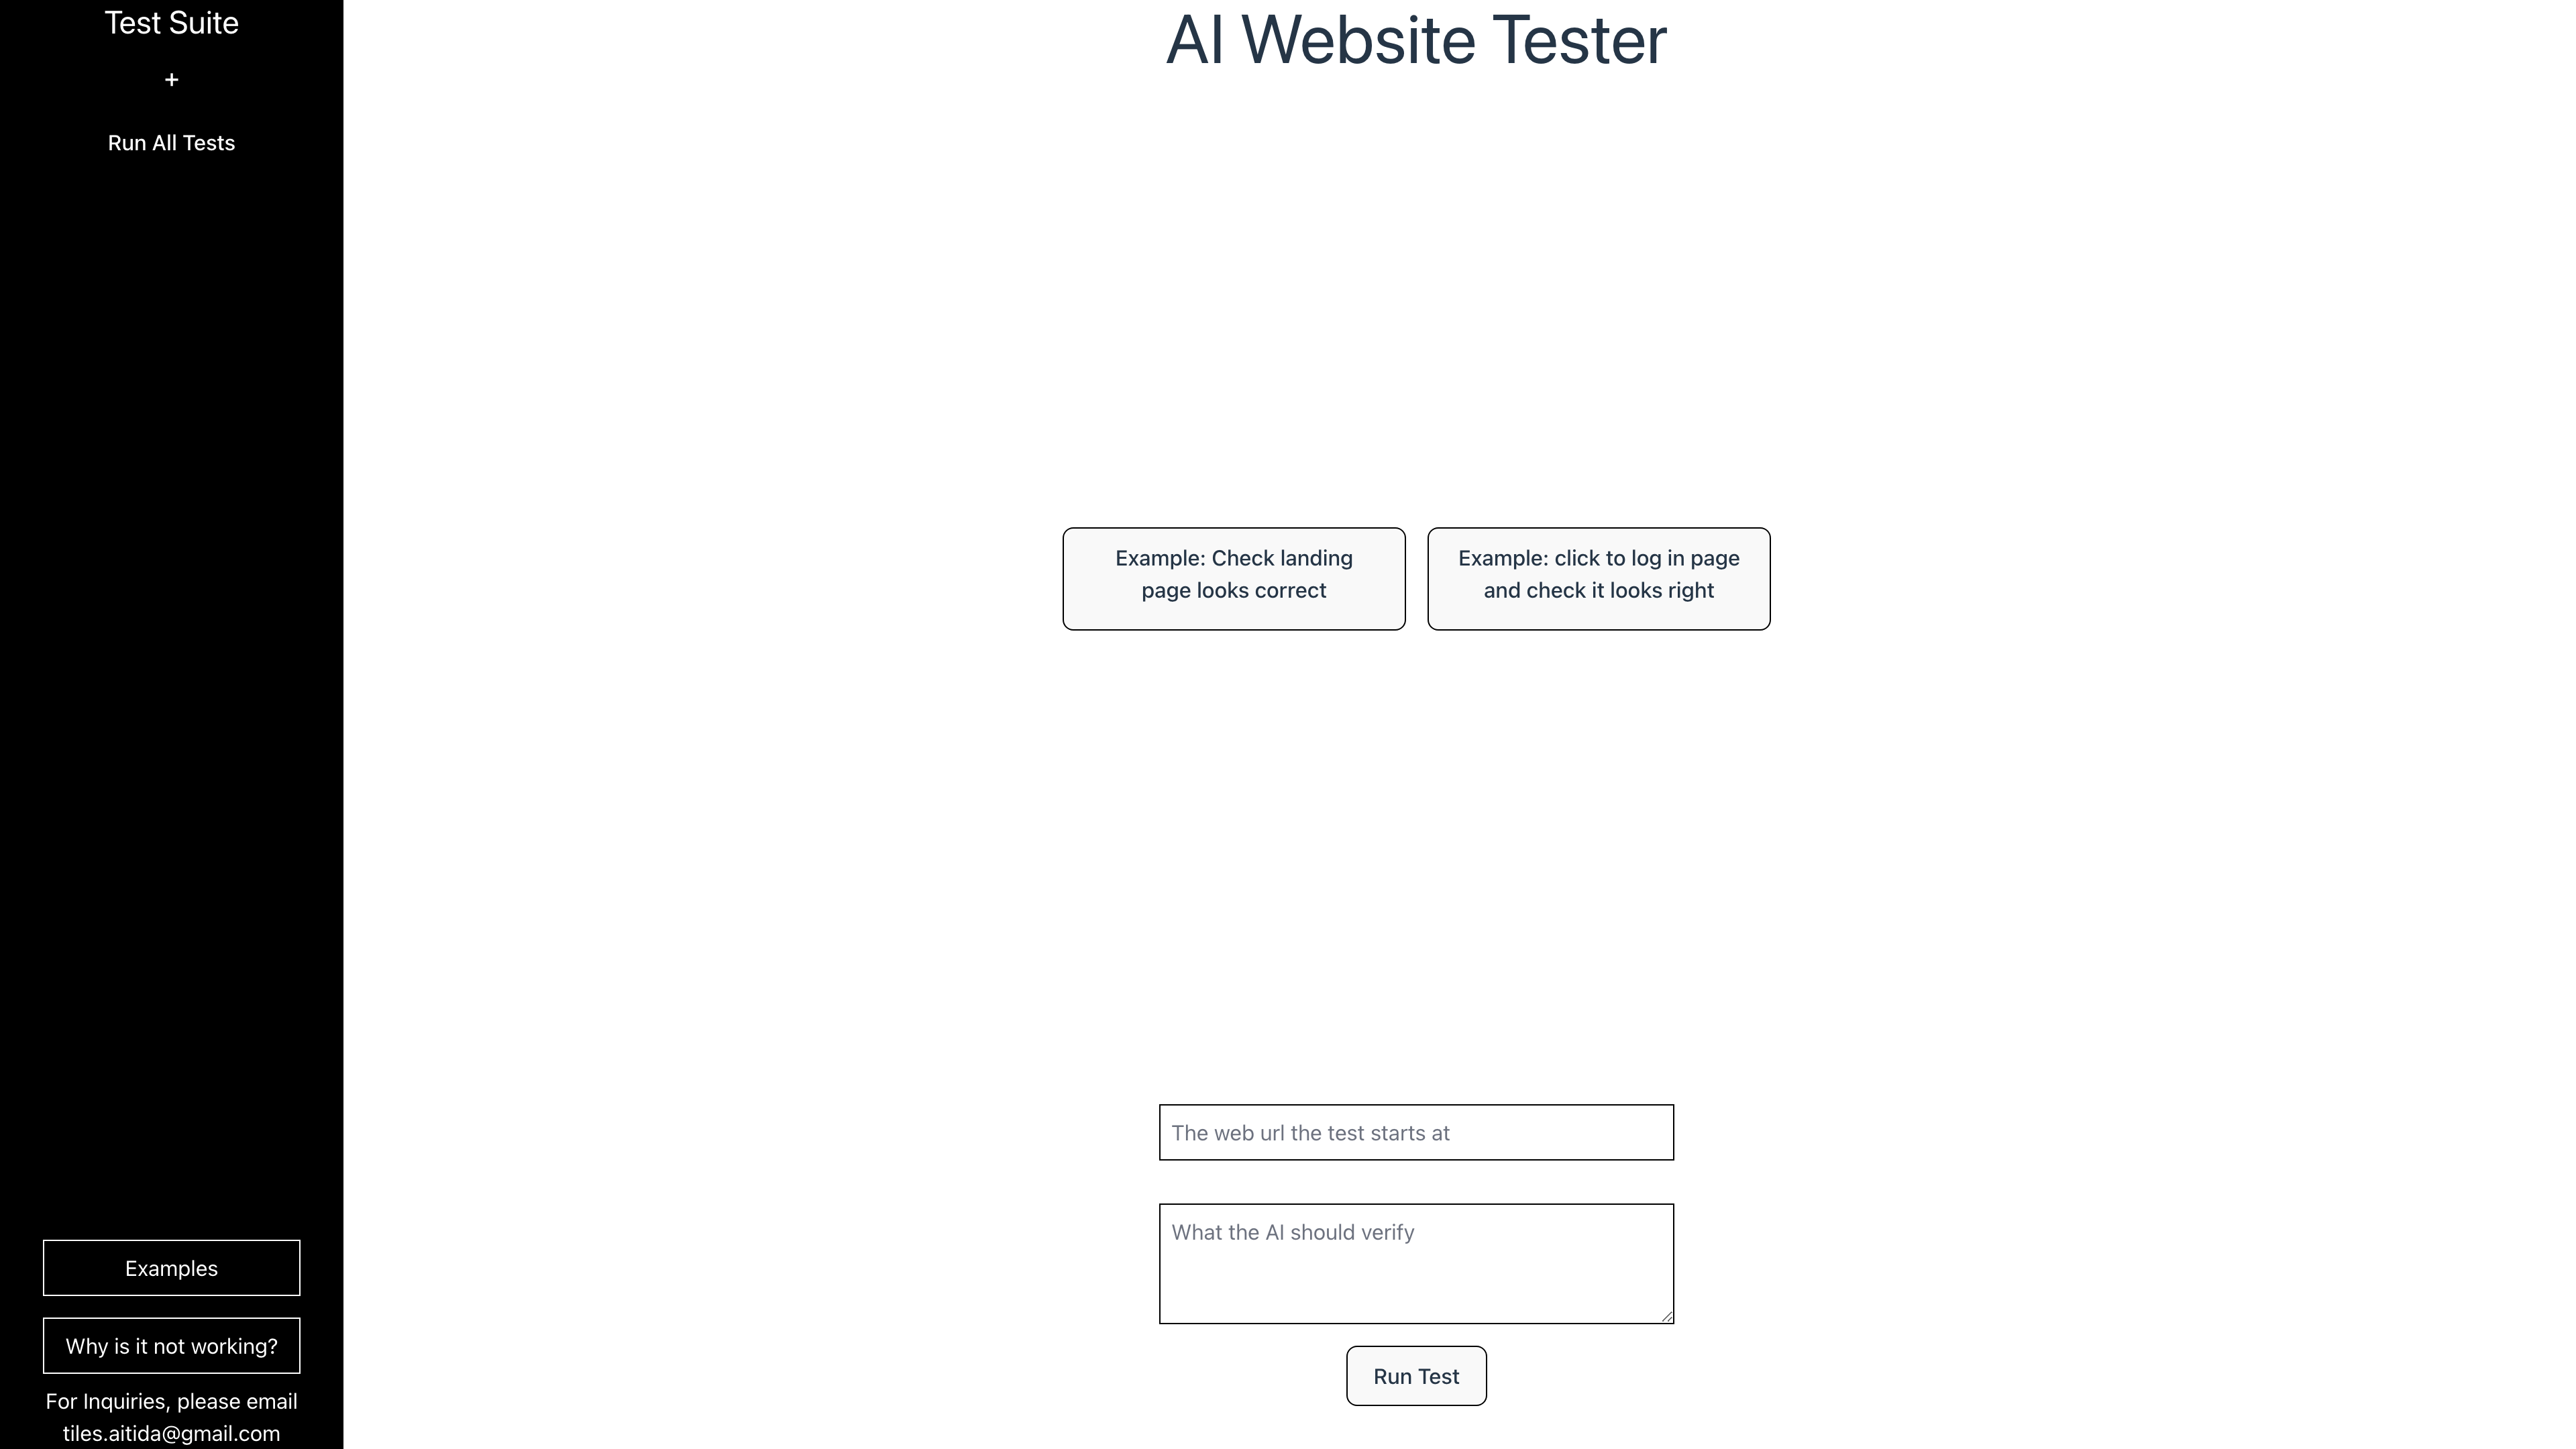 Test Suite
+
Run All Tests
Examples
Why is it not working?
For Inquiries, please email
tiles.aitida@gmail.com
AI Website Tester
Example: Check landing
page looks correct
Example: click to log in page
and check it looks right
The web url the test starts at
What the AI should verify
Run Test